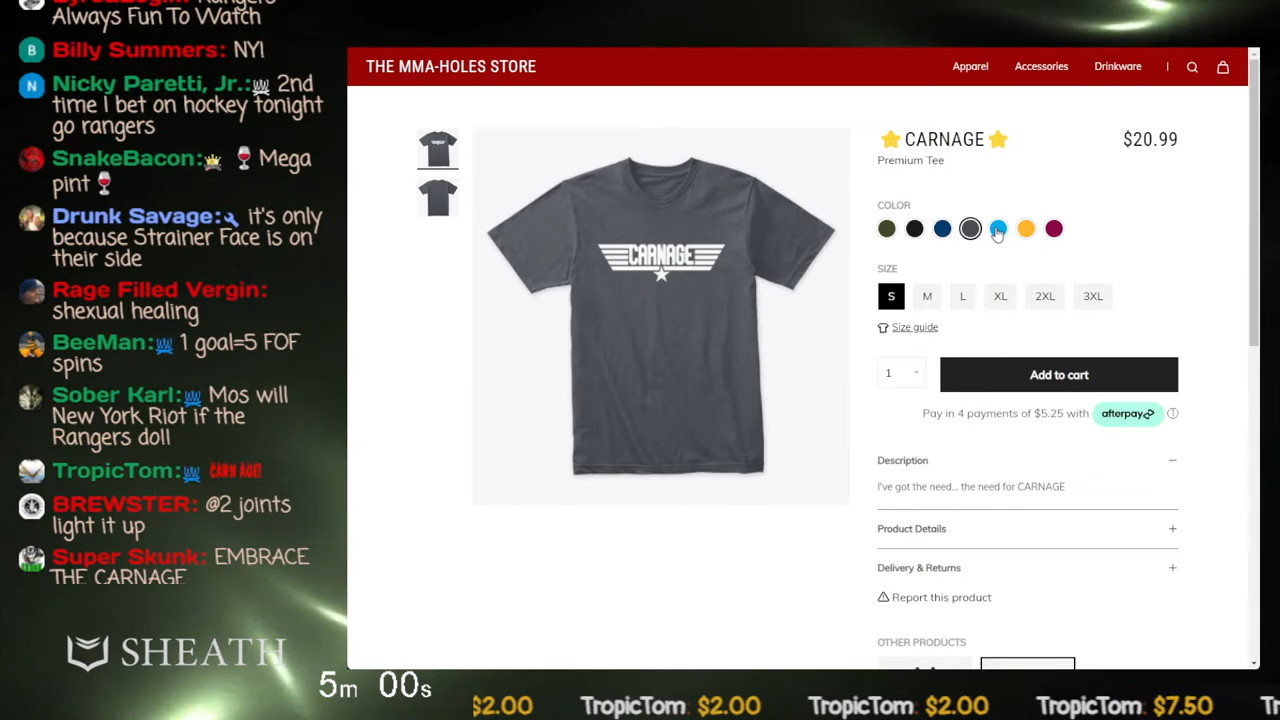 Always Fun To Watch
Billy Summers: NY!
Nicky Paretti, Jr.: 2nd
time I bet on hockey tonight
go rangers
SnakeBacon: Mega
pint
Drunk Savage: it's only
because Strainer Face is on
their side
Rage Filled Vergin:
shexual healing
BeeMan: 1 goal=5 FOF
spins
Sober Karl: Mos will
New York Riot if the
Rangers doll
TropicTom: CARNAGE!
BREWSTER: @2 joints
light it up
Super Skunk: EMBRACE
THE CARNAGE
SHEATH
5m 00s
THE MMA-HOLES STORE
Apparel
Accessories
Drinkware
CARNAGE
CARNAGE
CARNAGE
$20.99
Premium Tee
COLOR
SIZE
S
M
L
XL
2XL
3XL
Size guide
1
Add to cart
Pay in 4 payments of $5.25 with afterpay
Description
I've got the need... the need for CARNAGE
Product Details
Delivery & Returns
Report this product
OTHER PRODUCTS
$2.00 TropicTom: $2.00 TropicTom: $2.00 TropicTom: $7.50